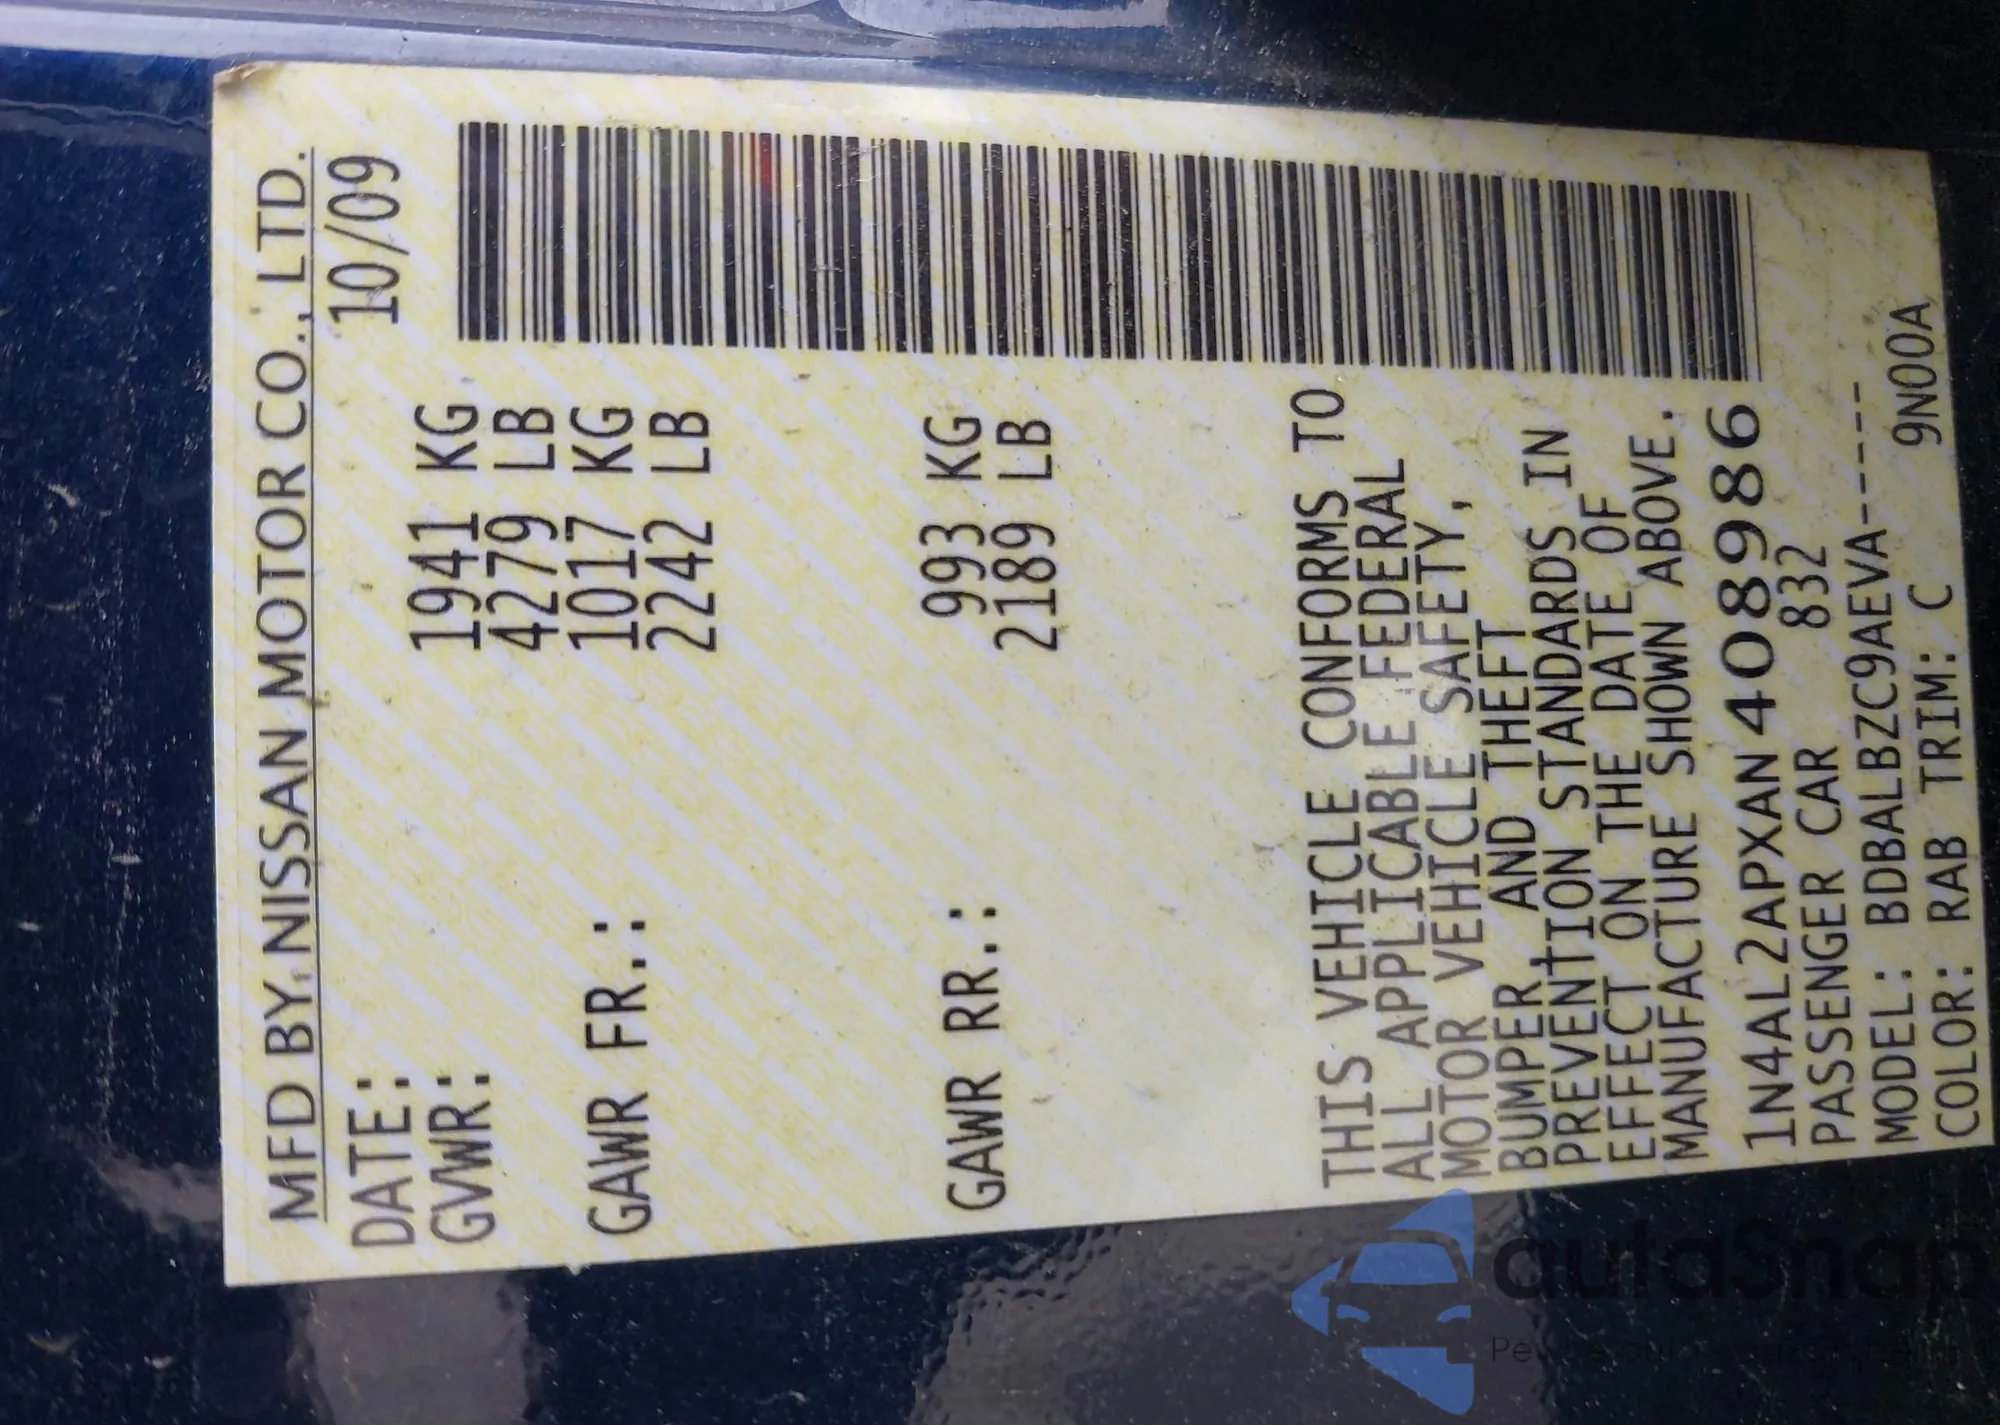 MFD BY NISSAN MOTOR CO., LTD.
DATE: 10/09
GVWR: 1941 KG
4279 LB
GAWR FR.: 1017 KG
2242 LB
GAWR RR.: 993 KG
2189 LB
THIS VEHICLE CONFORMS TO
ALL APPLICABLE FEDERAL
MOTOR VEHICLE SAFETY,
BUMPER, AND THEFT
PREVENTION STANDARDS IN
EFFECT ON THE DATE OF
MANUFACTURE SHOWN ABOVE.
1N4AL2APXAN408986
PASSENGER CAR 832
MODEL: BDBALBZC9AEVA-----
COLOR: RAB TRIM: C 9N00A
autaSnap